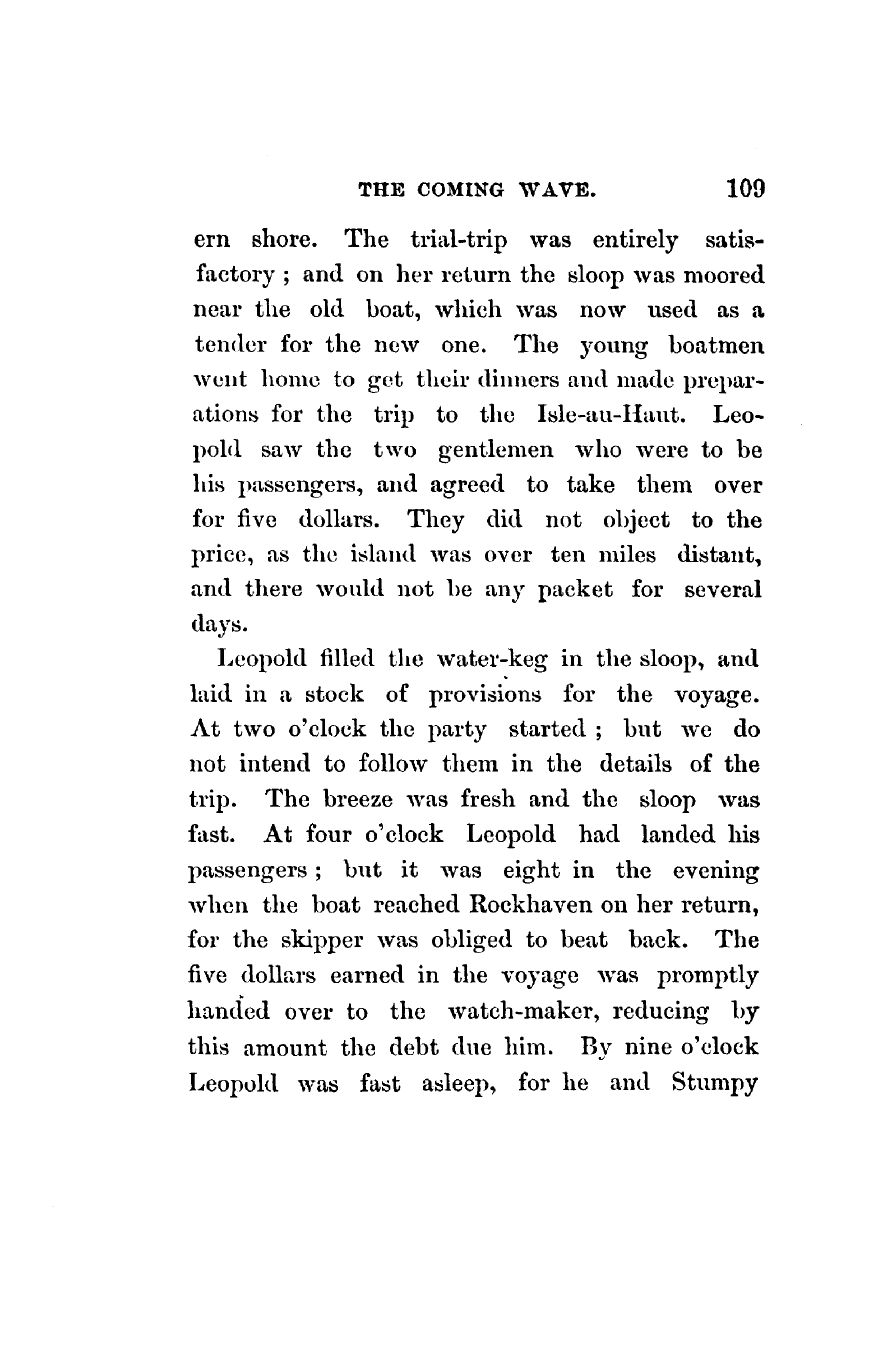 THE COMING WAVE. 109
ern shore. The trial-trip was entirely satis-
factory ; and on her return the sloop was moored
near the old boat, which was now used as a
tender for the new one. The young boatmen
went home to get their dinners and made prepar-
ations for the trip to the Isle-au-Haut. Leo-
pold saw the two gentlemen who were to be
his passengers, and agreed to take them over
for five dollars. They did not object to the
price, as the island was over ten miles distant,
and there would not be any packet for several
days.
Leopold filled the water-keg in the sloop, and
laid in a stock of provisions for the voyage.
At two o'clock the party started ; but we do
not intend to follow them in the details of the
trip. The breeze was fresh and the sloop was
fast. At four o'clock Leopold had landed his
passengers ; but it was eight in the evening
when the boat reached Rockhaven on her return,
for the skipper was obliged to beat back. The
five dollars earned in the voyage was promptly
handed over to the watch-maker, reducing by
this amount the debt due him. By nine o'clock
Leopold was fast asleep, for he and Stumpy